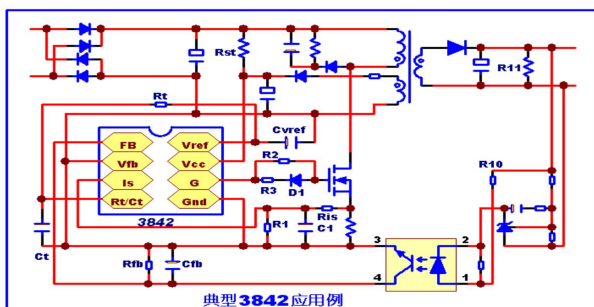 Rst
R11
Rt
Cvref
FB Vref
R2
R10
Vfb Vcc
Is G
R3 D1
Rt/Ct Gnd
Ris
3842
R1 C1
Ct
3 2
Rfb Cfb
4 1
典型3842应用例